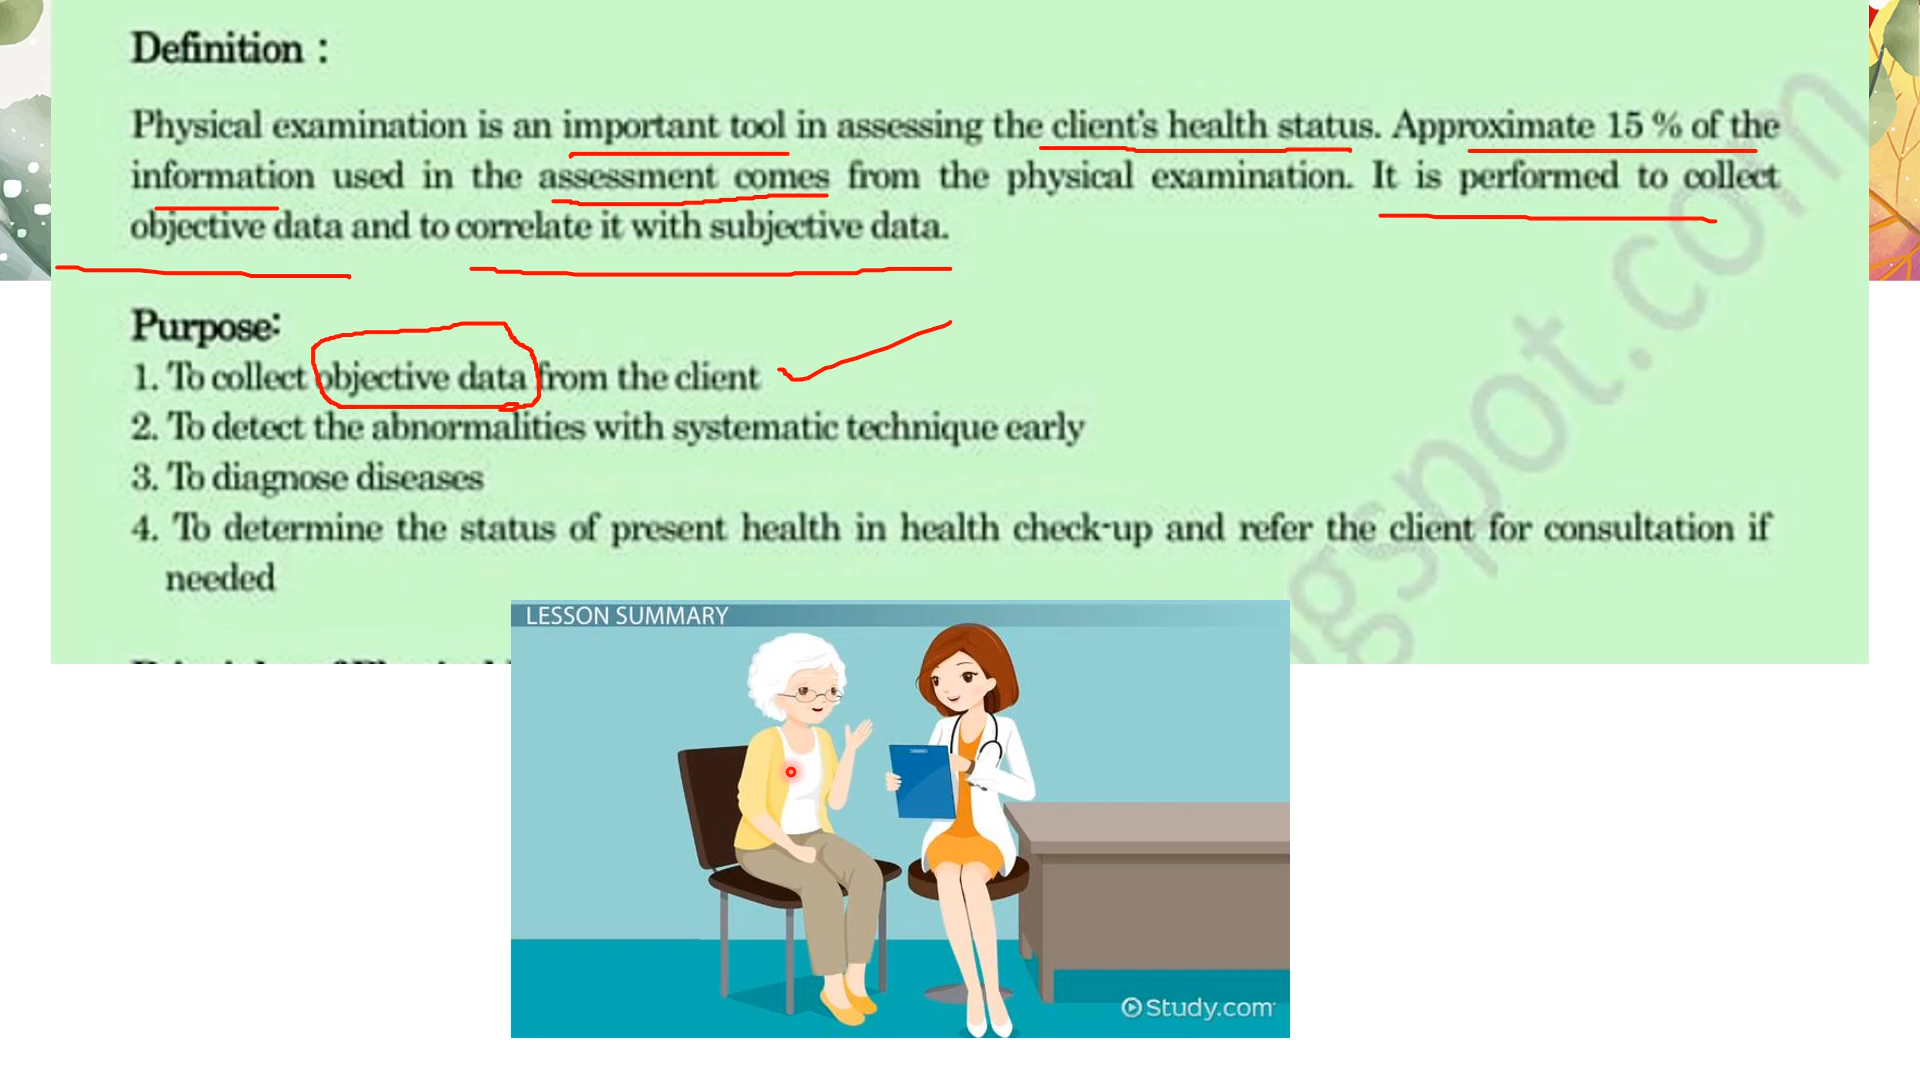 Definition :
Physical examination is an important tool in assessing the client's health status. Approximate 15 % of the
information used in the assessment comes from the physical examination. It is performed to collect
objective data and to correlate it with subjective data.
Purpose:
1. To collect objective data from the client
2. To detect the abnormalities with systematic technique early
3. To diagnose diseases
4. To determine the status of present health in health check-up and refer the client for consultation if
needed
LESSON SUMMARY
Study.com